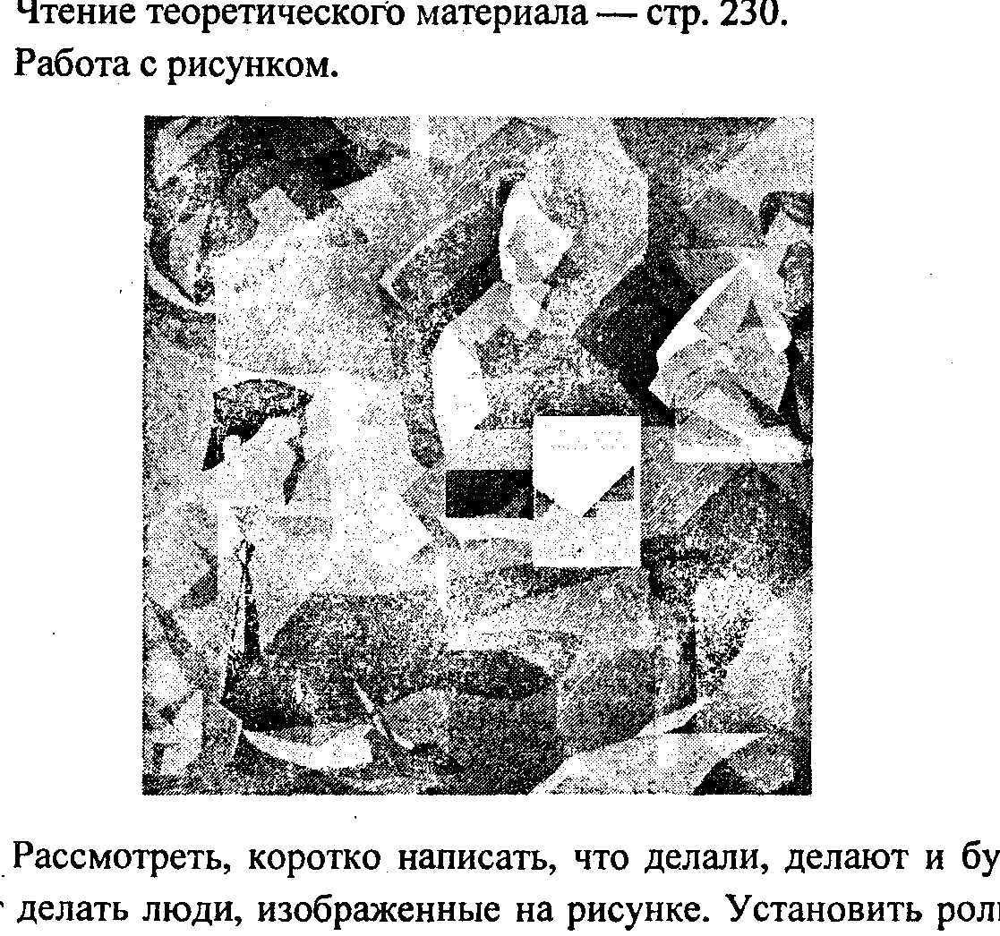 Чтение теоретического материала — стр. 230.
Работа с рисунком.
Рассмотреть, коротко написать, что делали, делают и бу
делать люди, изображенные на рисунке. Установить рол